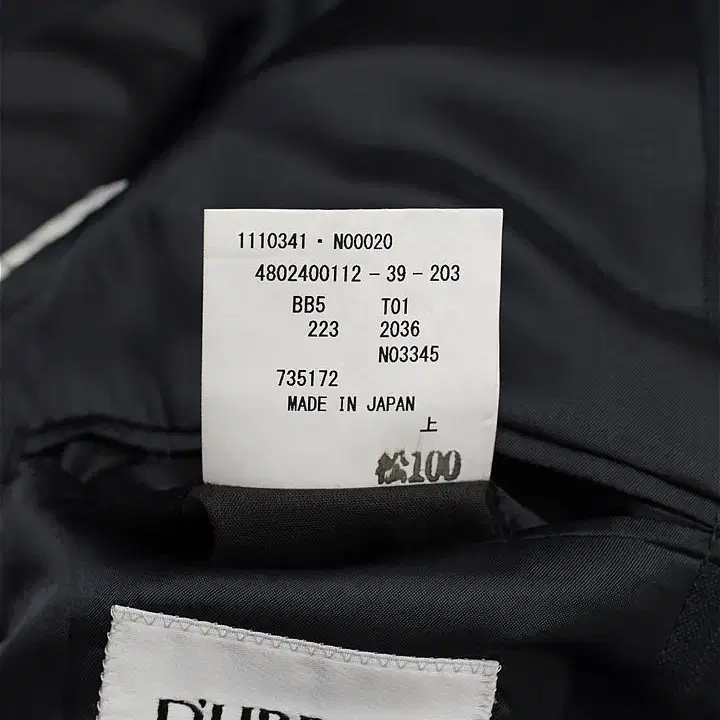 1110341・N00020
4802400112－39－203
BB5 T01
223 2036
N03345
735172
MADE IN JAPAN
上
松100